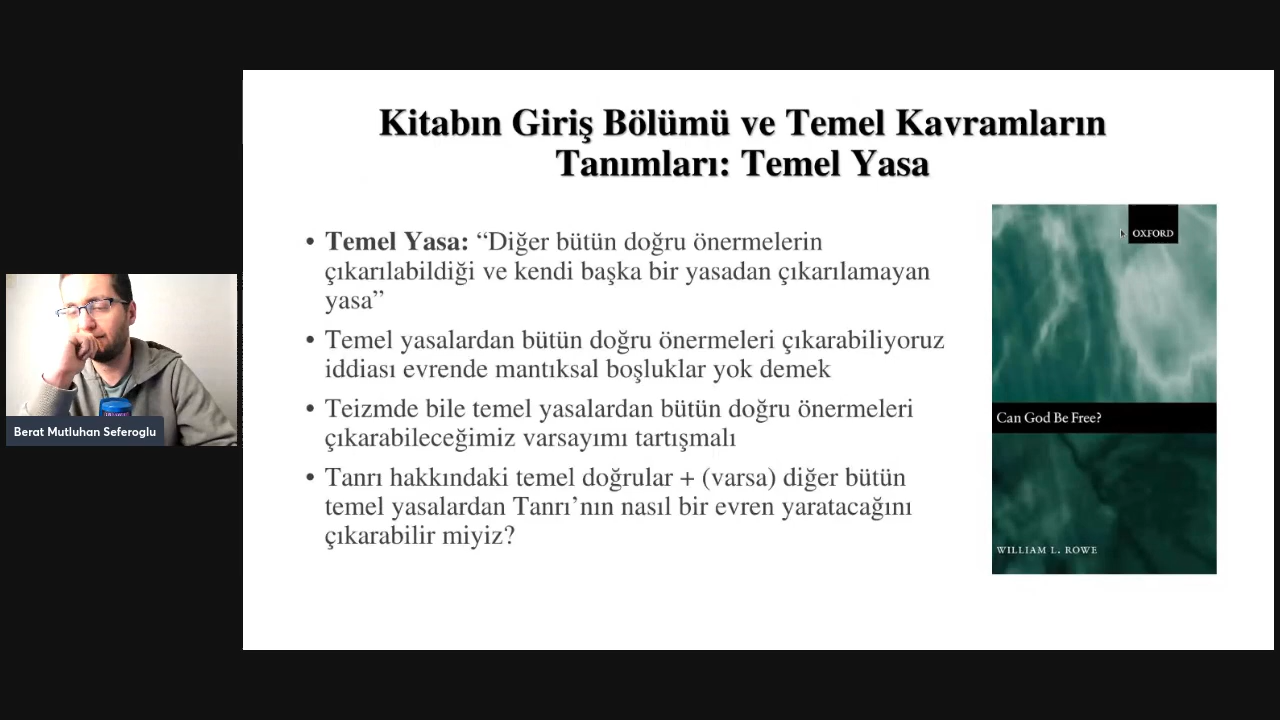 Kitabın Giriş Bölümü ve Temel Kavramların
Tanımları: Temel Yasa
• Temel Yasa: “Diğer bütün doğru önermelerin
çıkarılabildiği ve kendi başka bir yasadan çıkarılamayan
yasa”
• Temel yasalardan bütün doğru önermeleri çıkarabiliyoruz
iddiası evrende mantıksal boşluklar yok demek
• Teizmde bile temel yasalardan bütün doğru önermeleri
çıkarabileceğimiz varsayımı tartışmalı
• Tanrı hakkındaki temel doğrular + (varsa) diğer bütün
temel yasalardan Tanrı’nın nasıl bir evren yaratacağını
çıkarabilir miyiz?
OXFORD
Can God Be Free?
WILLIAM L. ROWE
Berat Mutluhan Seferoglu